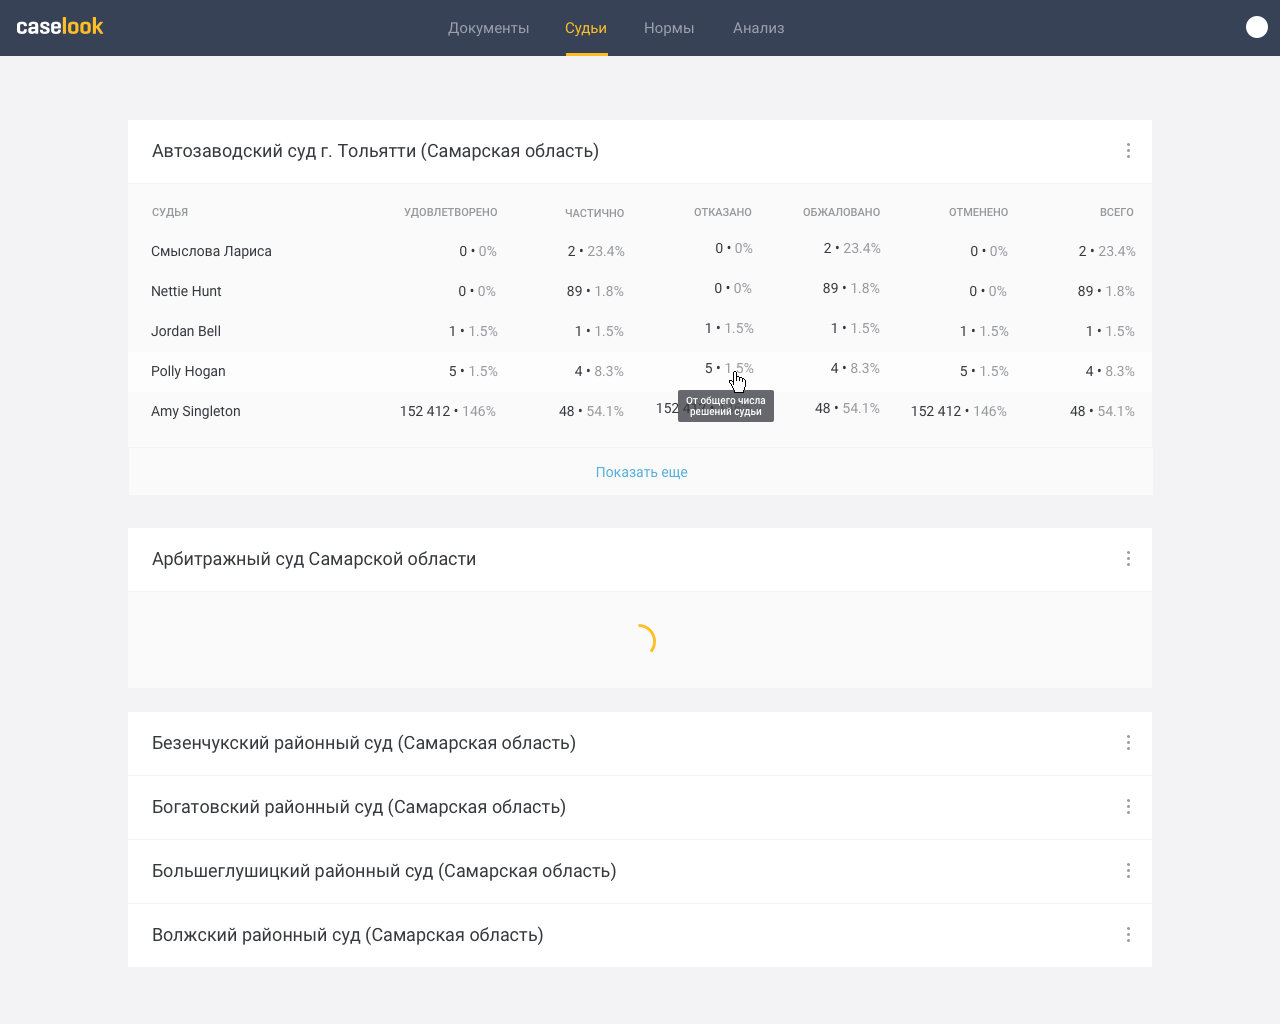 caselook
Документы Судьи Нормы Анализ
Автозаводский суд г. Тольятти (Самарская область)
СУДЬЯ УДОВЛЕТВОРЕНО ЧАСТИЧНО ОТКАЗАНО ОБЖАЛОВАНО ОТМЕНЕНО ВСЕГО
Смыслова Лариса 0 • 0% 2 • 23.4% 0 • 0% 2 • 23.4% 0 • 0% 2 • 23.4%
Nettie Hunt 0 • 0% 89 • 1.8% 0 • 0% 89 • 1.8% 0 • 0% 89 • 1.8%
Jordan Bell 1 • 1.5% 1 • 1.5% 1 • 1.5% 1 • 1.5% 1 • 1.5% 1 • 1.5%
Polly Hogan 5 • 1.5% 4 • 8.3% 5 • 1.5% 4 • 8.3% 5 • 1.5% 4 • 8.3%
Amy Singleton 152 412 • 146% 48 • 54.1% 152 48 • 54.1% 152 412 • 146% 48 • 54.1%
От общего числа
решений судьи
Показать еще
Арбитражный суд Самарской области
Безенчукский районный суд (Самарская область)
Богатовский районный суд (Самарская область)
Большеглушицкий районный суд (Самарская область)
Волжский районный суд (Самарская область)